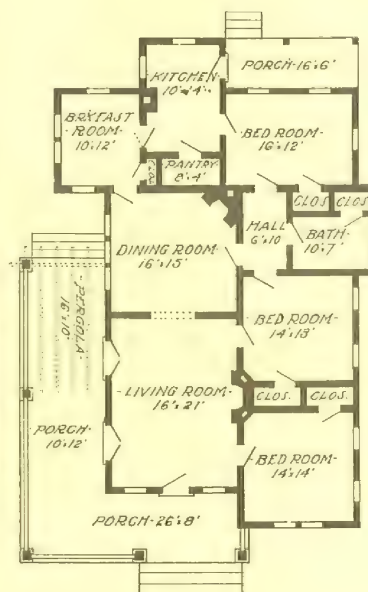 KITCHEN
10'x14'
PORCH-16'x6'
BRKFAST
ROOM-
10'x12'
BED ROOM-
16'x12'
CLOS.
PANTRY
8'x4'
CLOS.
CLOS.
HALL
6'x10
BATH-
10'x7'
DINING ROOM-
16'x15'
PERGOLA
16'x10'
BED ROOM-
14'x13'
LIVING ROOM-
16'x21'
CLOS.
CLOS.
PORCH-
10'x12'
BED ROOM-
14'x14'
PORCH-26'x8'